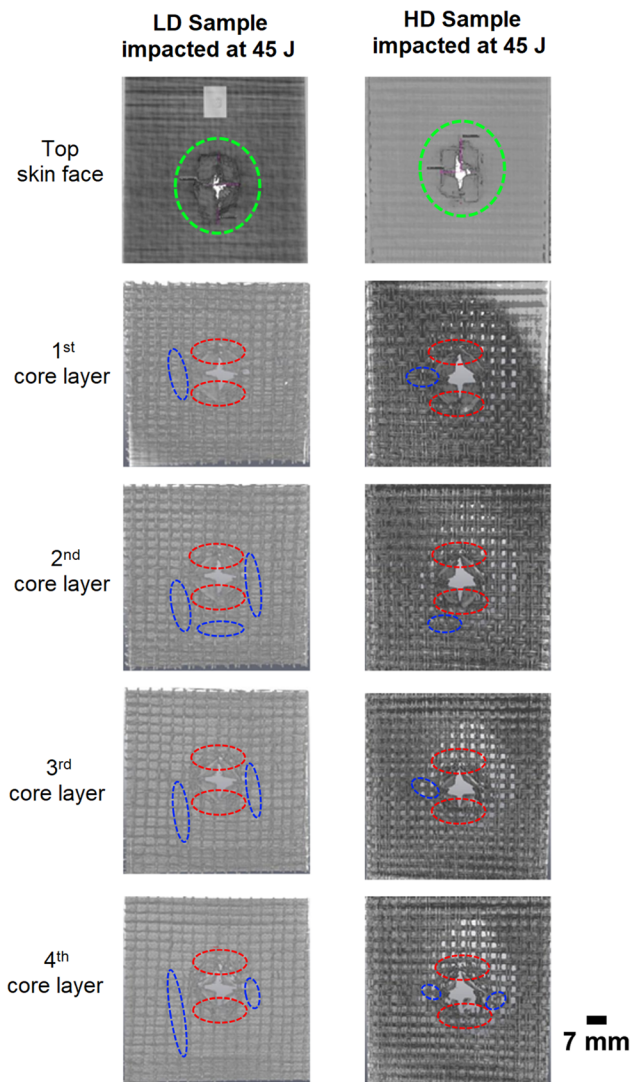 LD Sample
impacted at 45 J
HD Sample
impacted at 45 J
Top
skin face
1st
core layer
2nd
core layer
3rd
core layer
4th
core layer
7 mm